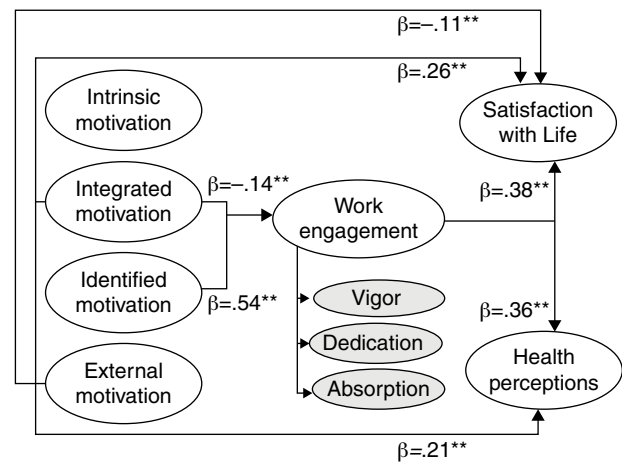 β=–.11**
β=.26**
Intrinsic
motivation
Satisfaction
with Life
Integrated
motivation
β=–.14**
Work
engagement
β=.38**
Identified
motivation
β=.54**
Vigor
β=.36**
Dedication
External
motivation
Absorption
Health
perceptions
β=.21**